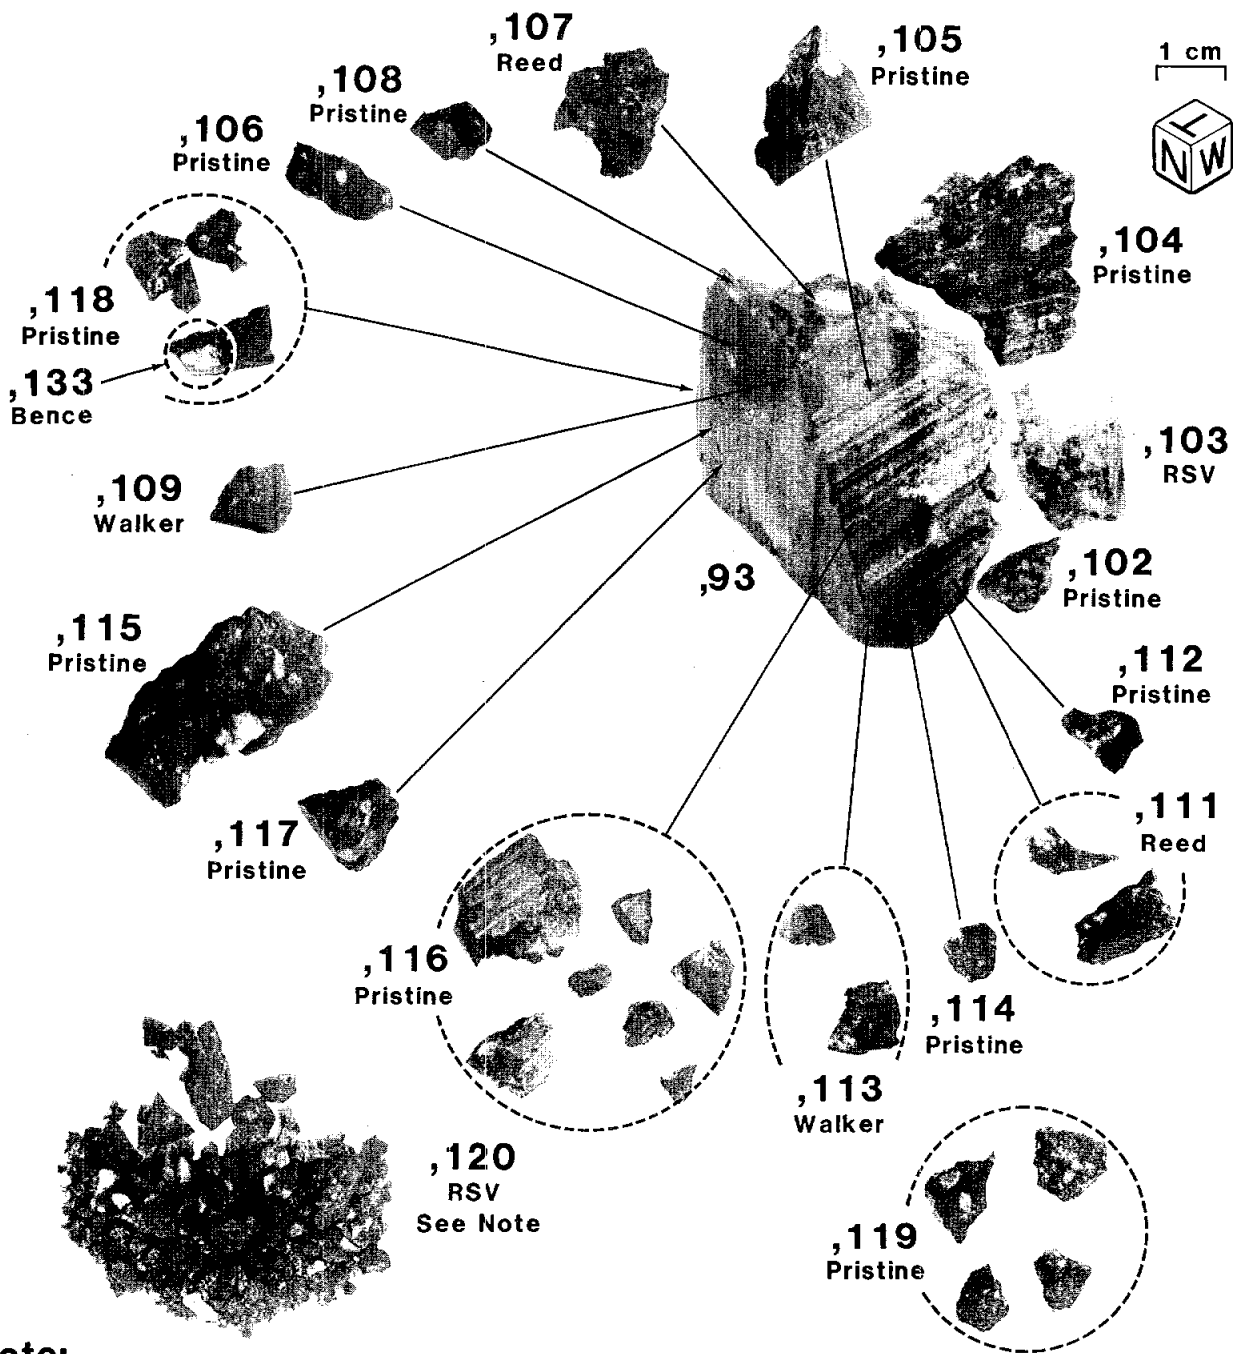 ,107
Reed
,105
Pristine
1 cm
,108
Pristine
T
N W
,106
Pristine
,104
Pristine
,118
Pristine
,133
Bence
,103
RSV
,109
Walker
,93
,102
Pristine
,115
Pristine
,112
Pristine
,117
Pristine
,111
Reed
,116
Pristine
,114
Pristine
,113
Walker
,120
RSV
See Note
,119
Pristine